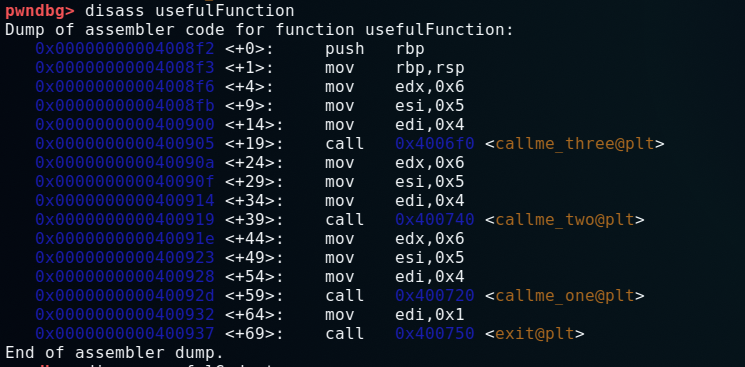 pwndbg> disass usefulFunction
Dump of assembler code for function usefulFunction:
0x00000000004008f2 <+0>: push rbp
0x00000000004008f3 <+1>: mov rbp,rsp
0x00000000004008f6 <+4>: mov edx,0x6
0x00000000004008fb <+9>: mov esi,0x5
0x0000000000400900 <+14>: mov edi,0x4
0x0000000000400905 <+19>: call 0x4006f0 <callme_three@plt>
0x000000000040090a <+24>: mov edx,0x6
0x000000000040090f <+29>: mov esi,0x5
0x0000000000400914 <+34>: mov edi,0x4
0x0000000000400919 <+39>: call 0x400740 <callme_two@plt>
0x000000000040091e <+44>: mov edx,0x6
0x0000000000400923 <+49>: mov esi,0x5
0x0000000000400928 <+54>: mov edi,0x4
0x000000000040092d <+59>: call 0x400720 <callme_one@plt>
0x0000000000400932 <+64>: mov edi,0x1
0x0000000000400937 <+69>: call 0x400750 <exit@plt>
End of assembler dump.